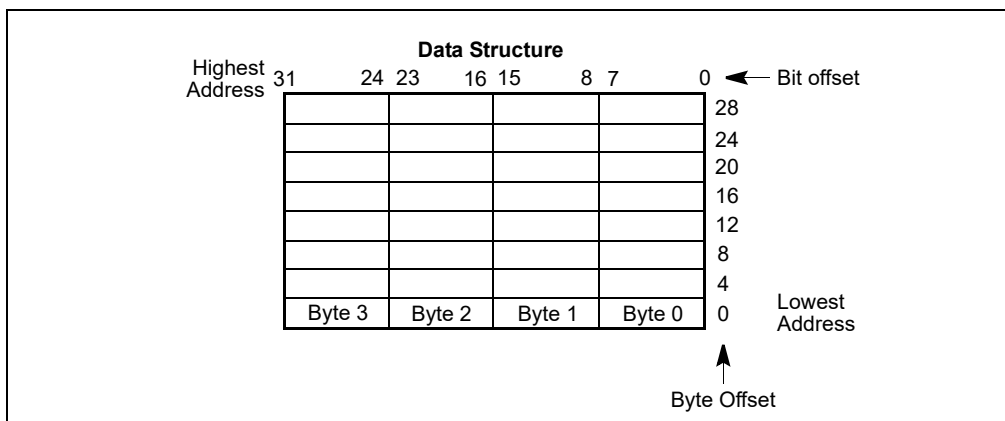 Data Structure
Highest Address
31 24 23 16 15 8 7 0
Bit offset
28
24
20
16
12
8
4
Byte 3 Byte 2 Byte 1 Byte 0 0
Lowest Address
Byte Offset